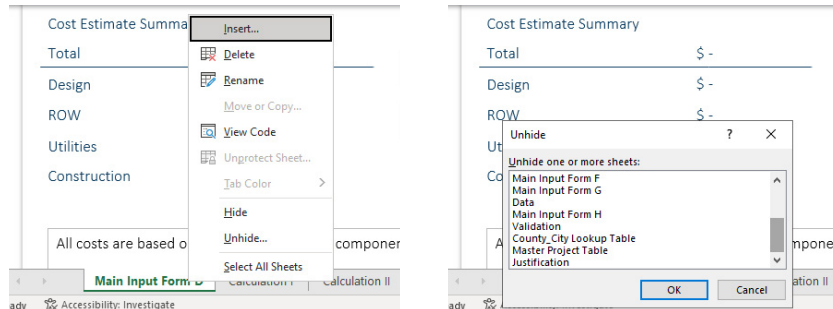 Cost Estimate Summa
Insert...
Total
Delete
Design
Rename
ROW
Move or Copy...
View Code
Utilities
Unprotect Sheet...
Construction
Tab Color
Hide
Unhide...
All costs are based o
componer
Select All Sheets
Main Input Form D
Calculation I
Calculation II
ady
Accessibility: Investigate
Cost Estimate Summary
Total $ -
Design $ -
ROW $ -
Unhide ? ×
Ut
Unhide one or more sheets:
Co
Main Input Form F
Main Input Form G
Data
Main Input Form H
Validation
County_City Lookup Table
Master Project Table
Justification
A
mpone
OK Cancel
ation II
ady